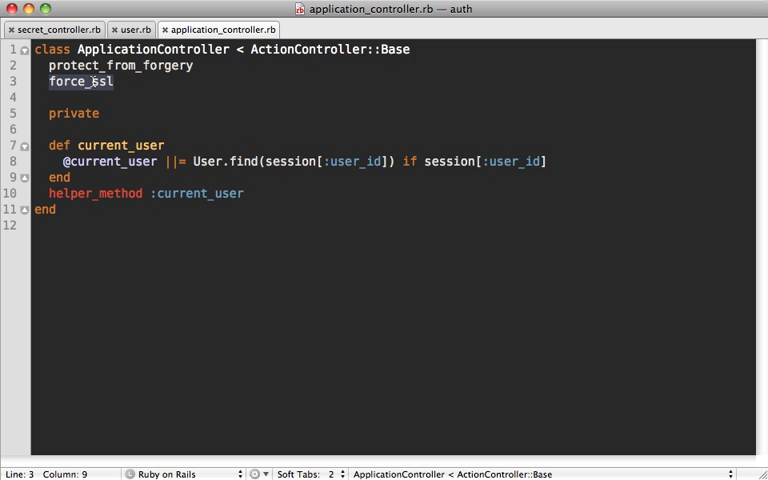 application_controller.rb — auth
secret_controller.rb user.rb application_controller.rb
1 class ApplicationController < ActionController::Base
2 protect_from_forgery
3 force_ssl
4
5 private
6
7 def current_user
8 @current_user ||= User.find(session[:user_id]) if session[:user_id]
9 end
10 helper_method :current_user
11 end
12
Line: 3 Column: 9 Ruby on Rails Soft Tabs: 2 ApplicationController < ActionController::Base